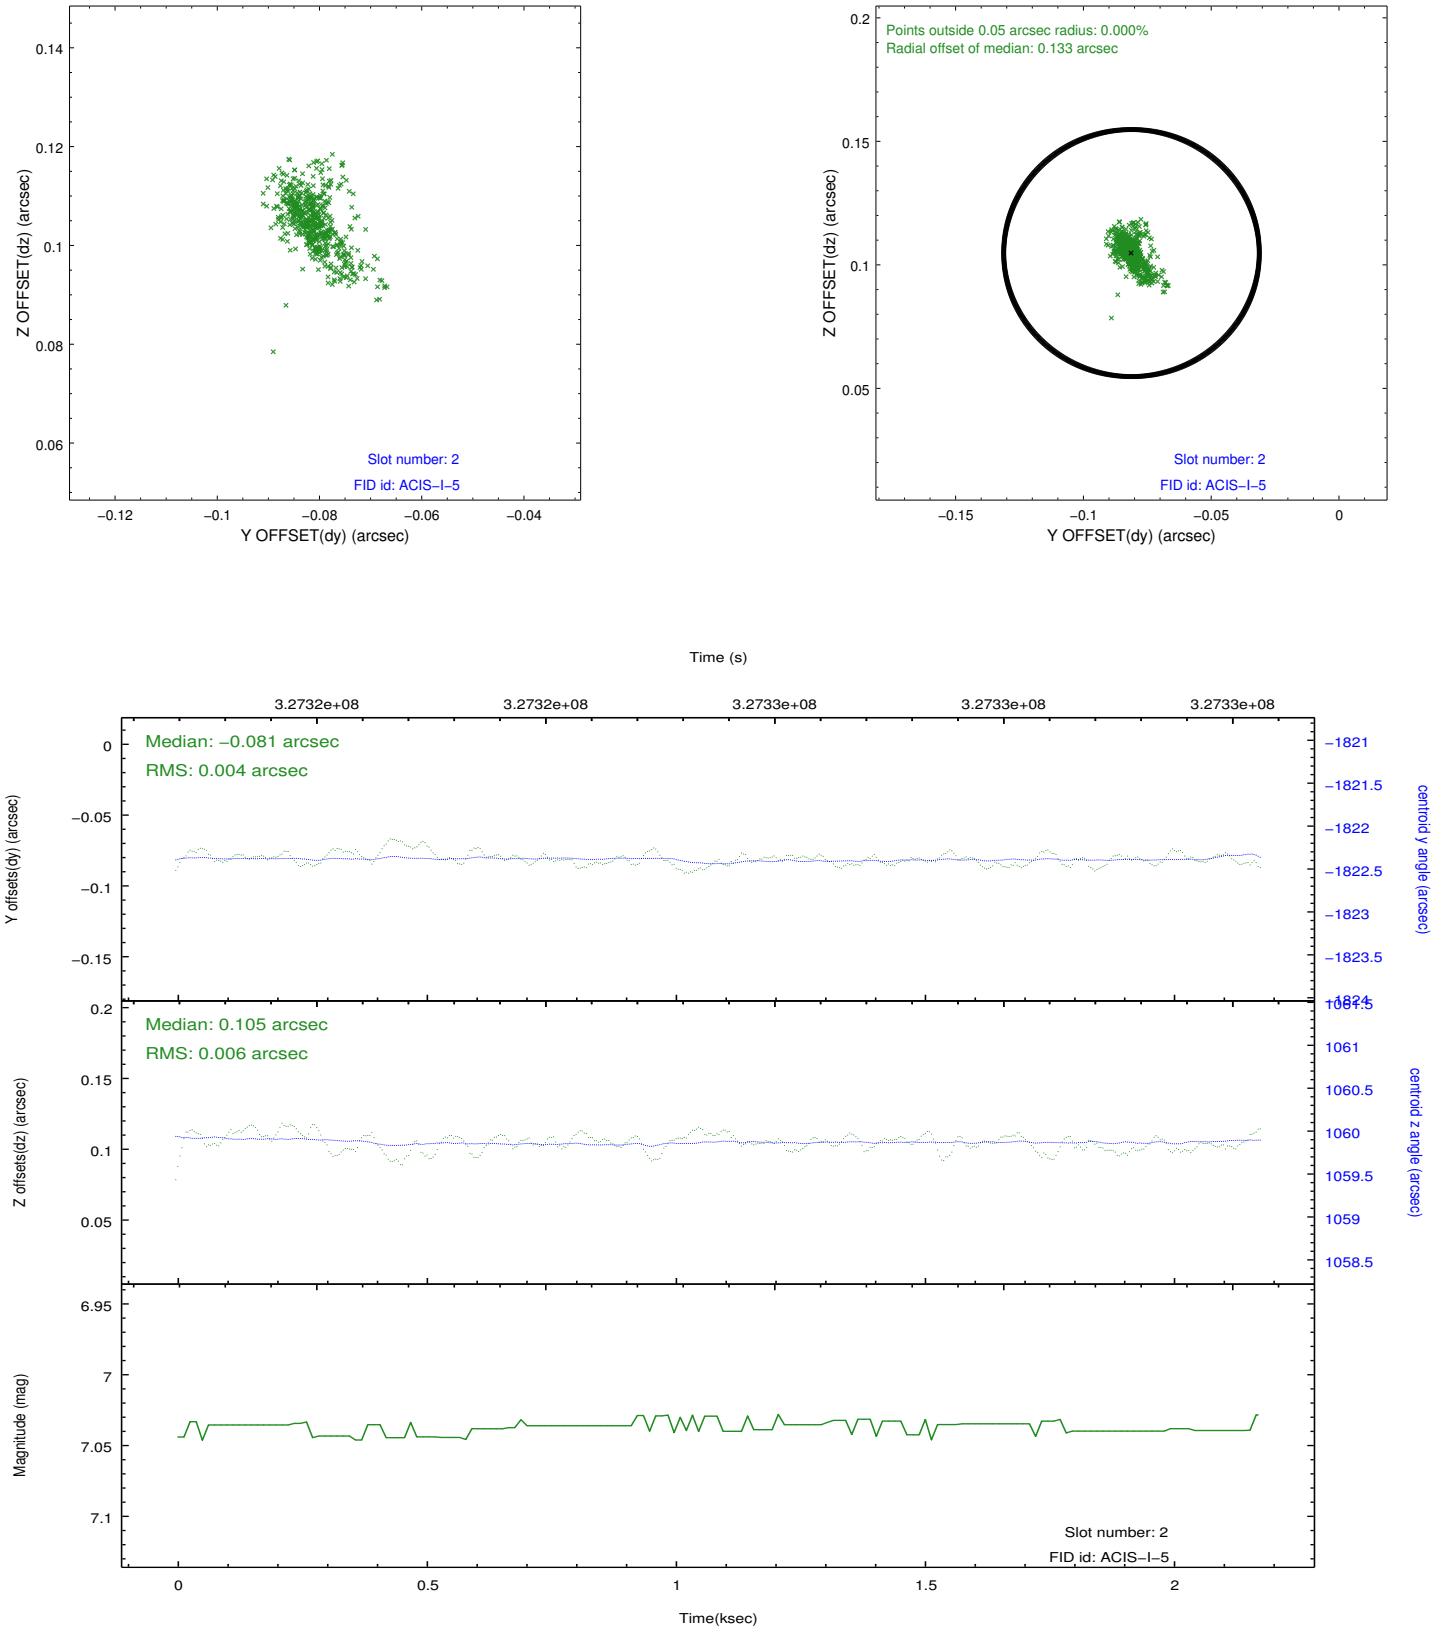 0.14
0.12
0.1
0.08
0.06
Z OFFSET(dz) (arcsec)
Slot number: 2
FID id: ACIS−I−5
−0.12
−0.1
−0.08
−0.06
−0.04
Y OFFSET(dy) (arcsec)
Points outside 0.05 arcsec radius: 0.000%
Radial offset of median: 0.133 arcsec
0.2
0.15
0.1
0.05
Z OFFSET(dz) (arcsec)
Slot number: 2
FID id: ACIS−I−5
−0.15
−0.1
−0.05
0
Y OFFSET(dy) (arcsec)
Time (s)
3.2732e+08
3.2732e+08
3.2733e+08
3.2733e+08
3.2733e+08
Median: −0.081 arcsec
RMS: 0.004 arcsec
0
−0.05
−0.1
−0.15
Y offsets(dy) (arcsec)
−1821
−1821.5
−1822
−1822.5
−1823
−1823.5
−1824
centroid y angle (arcsec)
Median: 0.105 arcsec
RMS: 0.006 arcsec
0.2
0.15
0.1
0.05
Z offsets(dz) (arcsec)
1061.5
1061
1060.5
1060
1059.5
1059
1058.5
centroid z angle (arcsec)
6.95
7
7.05
7.1
Magnitude (mag)
Slot number: 2
FID id: ACIS−I−5
0
0.5
1
1.5
2
Time(ksec)